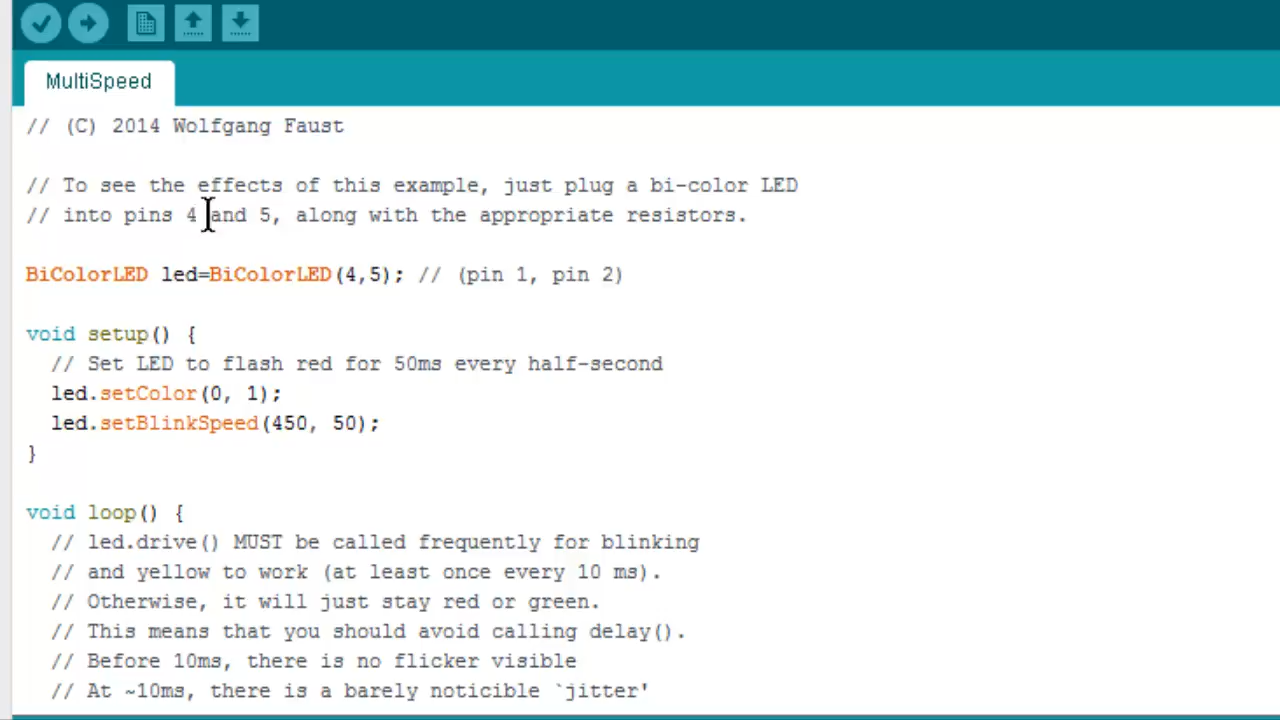 MultiSpeed
// (C) 2014 Wolfgang Faust
// To see the effects of this example, just plug a bi-color LED
// into pins 4 and 5, along with the appropriate resistors.
BiColorLED led=BiColorLED(4,5); // (pin 1, pin 2)
void setup() {
// Set LED to flash red for 50ms every half-second
led.setColor(0, 1);
led.setBlinkSpeed(450, 50);
}
void loop() {
// led.drive() MUST be called frequently for blinking
// and yellow to work (at least once every 10 ms).
// Otherwise, it will just stay red or green.
// This means that you should avoid calling delay().
// Before 10ms, there is no flicker visible
// At ~10ms, there is a barely noticible `jitter'